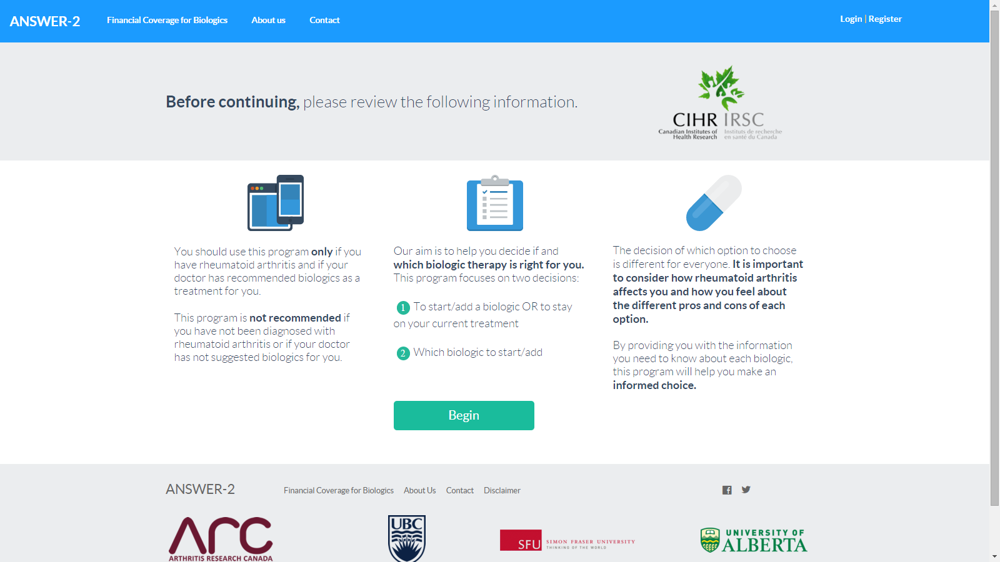 ANSWER-2 Financial Coverage for Biologics About us Contact Login | Register
Before continuing, please review the following information.
CIHR IRSC
Canadian Institutes of Health Research
Instituts de recherche en santé du Canada
You should use this program only if you
have rheumatoid arthritis and if your
doctor has recommended biologics as a
treatment for you.
This program is not recommended if
you have not been diagnosed with
rheumatoid arthritis or if your doctor
has not suggested biologics for you.
Our aim is to help you decide if and
which biologic therapy is right for you.
This program focuses on two decisions:
1 To start/add a biologic OR to stay
on your current treatment
2 Which biologic to start/add
The decision of which option to choose
is different for everyone. It is important
to consider how rheumatoid arthritis
affects you and how you feel about
the different pros and cons of each
option.
By providing you with the information
you need to know about each biologic,
this program will help you make an
informed choice.
Begin
ANSWER-2 Financial Coverage for Biologics About Us Contact Disclaimer
ARC
ARTHRITIS RESEARCH CANADA
UBC
SFU SIMON FRASER UNIVERSITY
THINKING OF THE WORLD
UNIVERSITY OF
ALBERTA